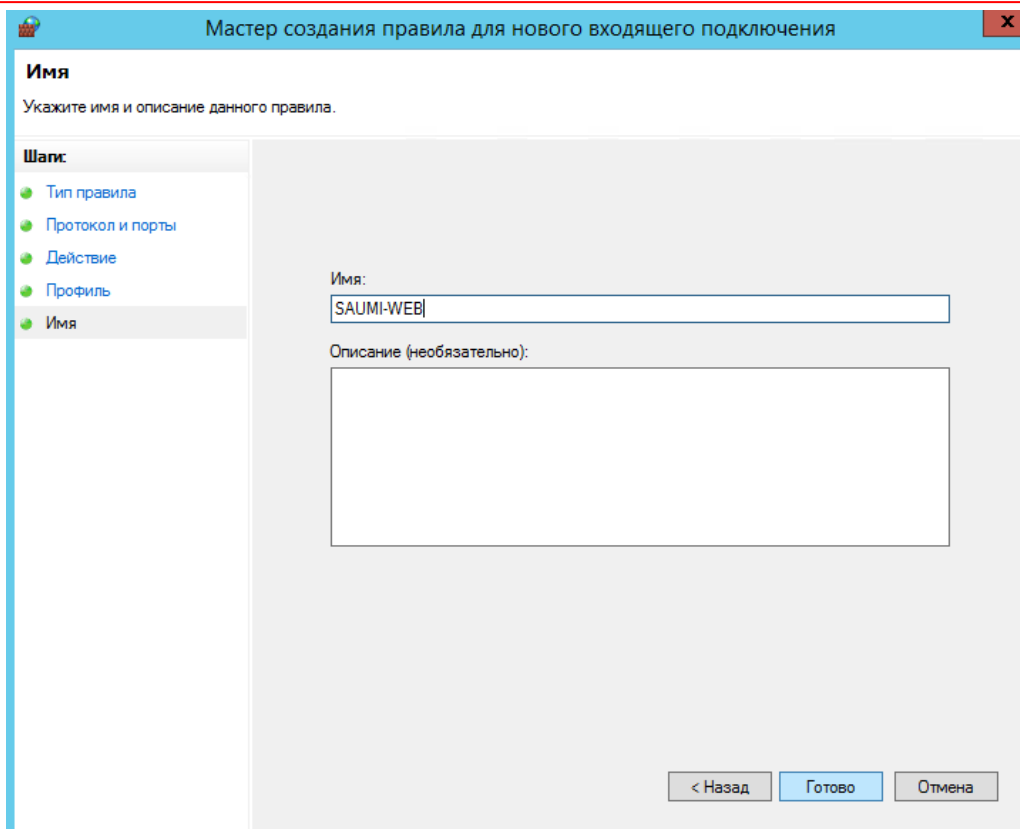 Мастер создания правила для нового входящего подключения
x
Имя
Укажите имя и описание данного правила.
Шаги:
Тип правила
Протокол и порты
Действие
Профиль
Имя
Имя:
SAUMI-WEB
Описание (необязательно):
< Назад
Готово
Отмена